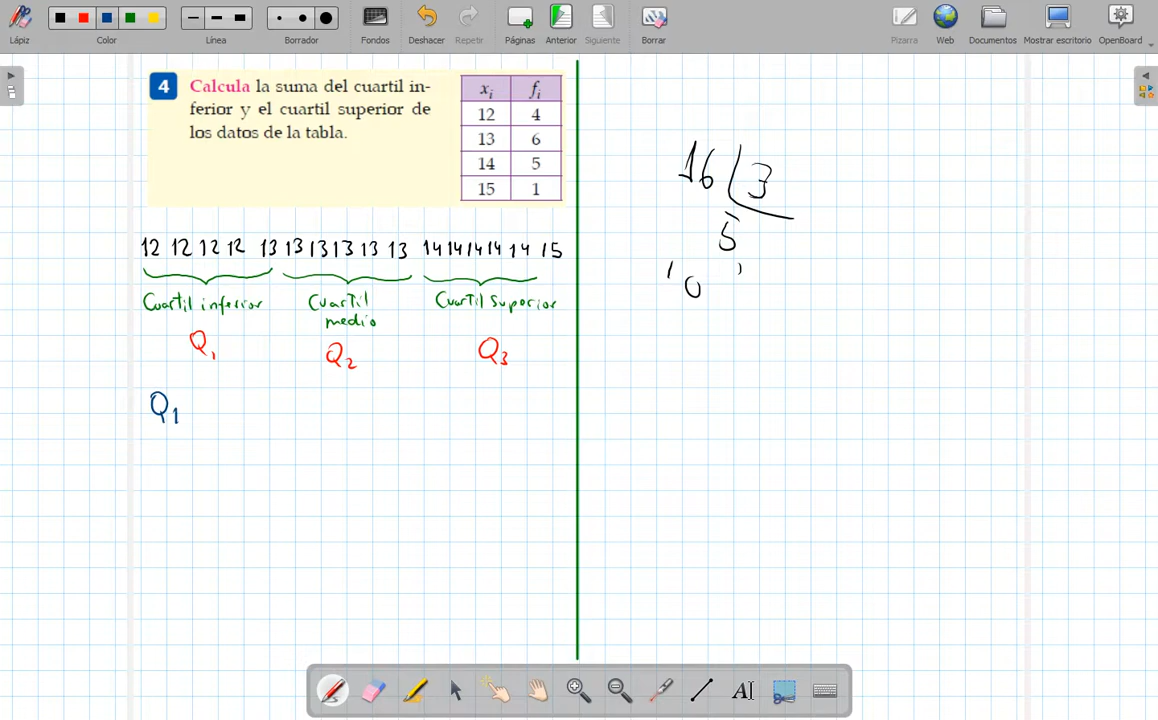 Lápiz Color Línea Borrador Fondos Deshacer Repetir Páginas Anterior Siguiente Borrar Pizarra Web Documentos Mostrar escritorio OpenBoard
4 Calcula la suma del cuartil in-
ferior y el cuartil superior de
los datos de la tabla.
xi fi
12 4
13 6
14 5
15 1
12 12 12 12 13 13 13 13 13 13 14 14 14 14 14 15
Cuartil inferior
Cuartil
medio
Cuartil Superior
Q1 Q2 Q3
Q1
16 3
5
0